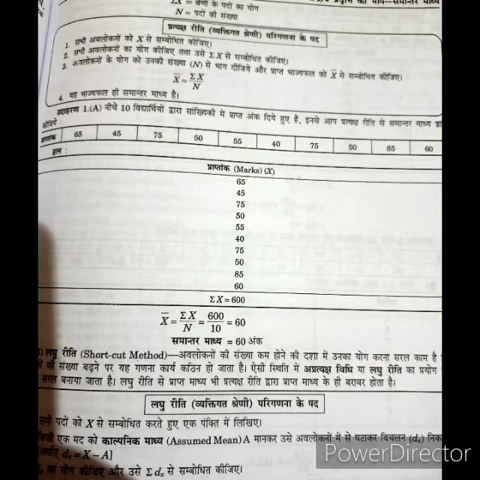 ΣX = श्रेणी के पदों का योग
N = पदों की संख्या
प्रत्यक्ष रीति (व्यक्तिगत श्रेणी) परिगणना के पद
1. सभी अवलोकनों को X से सम्बोधित कीजिए।
2. सभी अवलोकनों का योग कीजिए तथा उसे ΣX से सम्बोधित कीजिए।
3. अवलोकनों के योग को उनकी संख्या (N) से भाग दीजिये और प्राप्त भाज्यफल को X̅ से सम्बोधित कीजिए।
X̅ = ΣX/N
4. यह भाज्यफल ही समान्तर माध्य है।
उदाहरण 1.(A) नीचे 10 विद्यार्थियों द्वारा सांख्यिकी में प्राप्त अंक दिये हुए है, इनसे आप प्रत्यक्ष रीति से समान्तर माध्य
प्राप्तांक 65 45 75 50 55 40 75 50 85 60
प्राप्तांक (Marks) (X)
65
45
75
50
55
40
75
50
85
60
ΣX = 600
X̅ = ΣX/N = 600/10 = 60
समान्तर माध्य = 60 अंक
लघु रीति (Short-cut Method)—अवलोकनों की संख्या कम होने की दशा में उनका योग करना सरल काम है
की संख्या बढ़ने पर यह गणना कार्य कठिन हो जाता है। ऐसी स्थिति में अप्रत्यक्ष विधि या लघु रीति का प्रयोग
सरल बनाया जाता है। लघु रीति से प्राप्त माध्य भी प्रत्यक्ष रीति द्वारा प्राप्त माध्य के ही बराबर होता है।
लघु रीति (व्यक्तिगत श्रेणी) परिगणना के पद
सभी पदों को X से सम्बोधित करते हुए एक पंक्ति में लिखिए।
किसी एक मद को काल्पनिक माध्य (Assumed Mean) A मानकर उसे अवलोकनों में से घटाकर विचलन (dₓ)
अर्थात् dₓ = X – A]
का योग कीजिए और उसे Σdₓ से सम्बोधित कीजिए।
PowerDirector